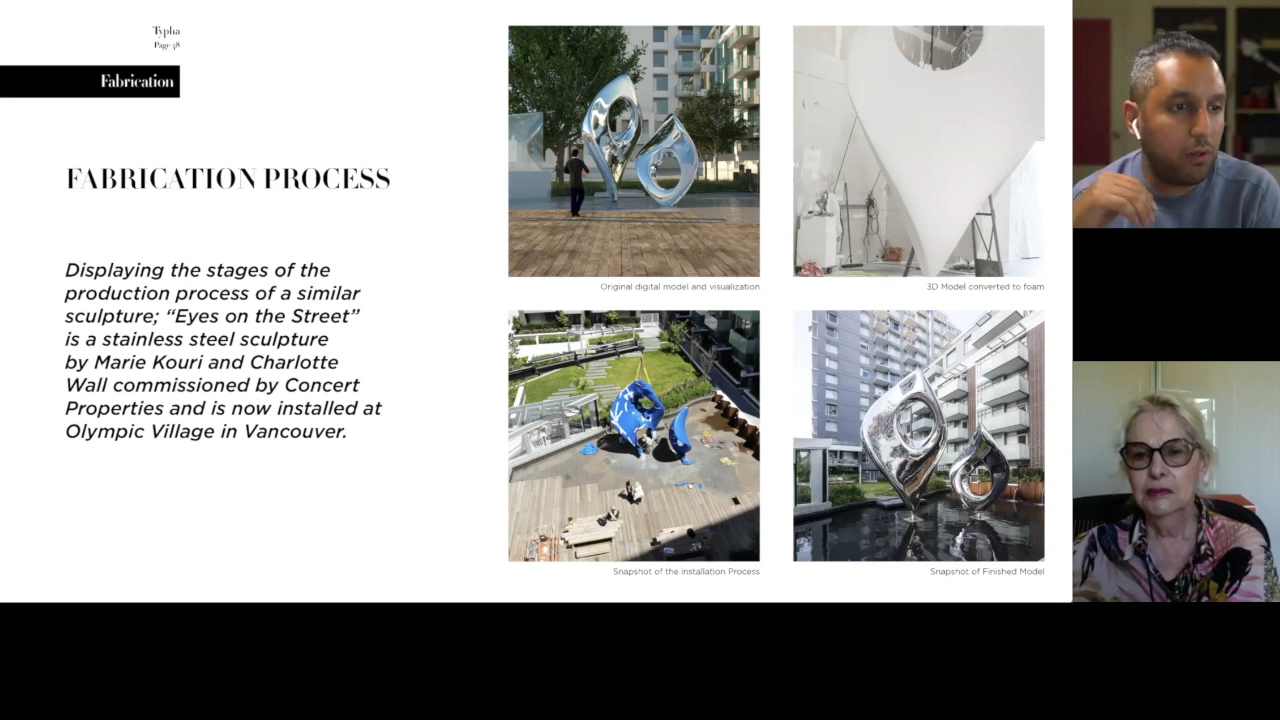 Typha
Page 48
Fabrication
FABRICATION PROCESS
Displaying the stages of the
production process of a similar
sculpture; “Eyes on the Street”
is a stainless steel sculpture
by Marie Kouri and Charlotte
Wall commissioned by Concert
Properties and is now installed at
Olympic Village in Vancouver.
Original digital model and visualization
3D Model converted to foam
Snapshot of the installation Process
Snapshot of Finished Model